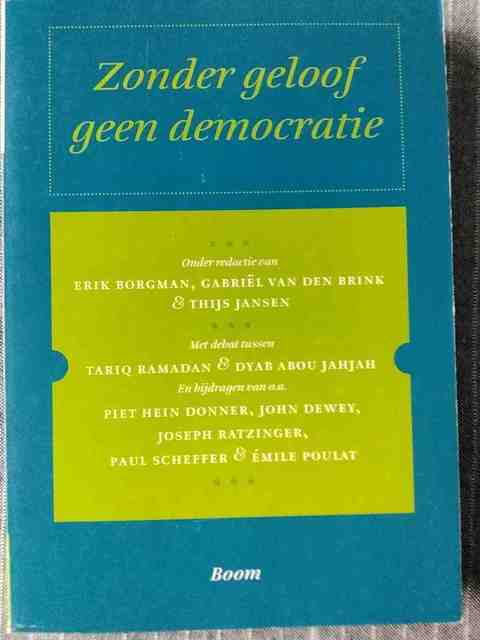 Zonder geloof
geen democratie
Onder redactie van
ERIK BORGMAN, GABRIËL VAN DEN BRINK
& THIJS JANSEN
Met debat tussen
TARIQ RAMADAN & DYAB ABOU JAHJAH
En bijdragen van o.a.
PIET HEIN DONNER, JOHN DEWEY,
JOSEPH RATZINGER,
PAUL SCHEFFER & ÉMILE POULAT
Boom